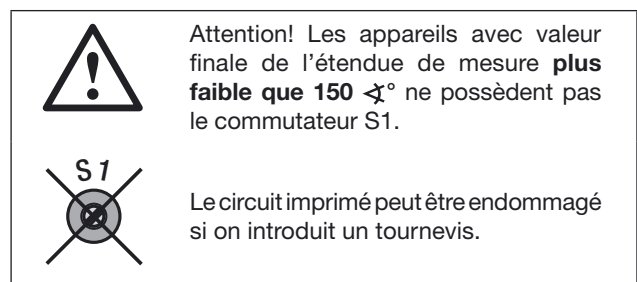 Attention! Les appareils avec valeur
finale de l'étendue de mesure plus
faible que 150 ∢° ne possèdent pas
le commutateur S1.
S1
Le circuit imprimé peut être endommagé
si on introduit un tournevis.